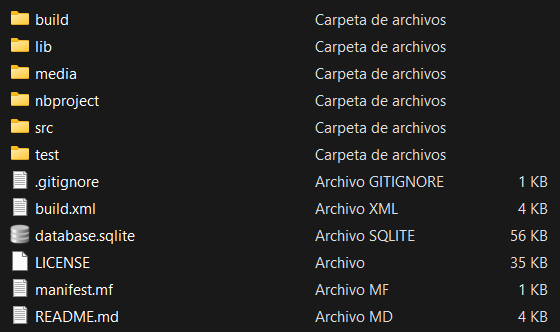 build Carpeta de archivos
lib Carpeta de archivos
media Carpeta de archivos
nbproject Carpeta de archivos
src Carpeta de archivos
test Carpeta de archivos
.gitignore Archivo GITIGNORE 1 KB
build.xml Archivo XML 4 KB
database.sqlite Archivo SQLITE 56 KB
LICENSE Archivo 35 KB
manifest.mf Archivo MF 1 KB
README.md Archivo MD 4 KB